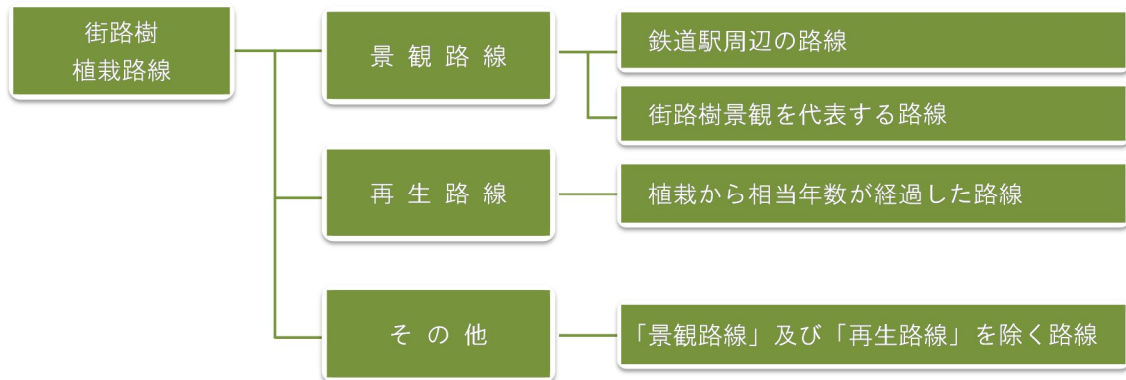 街路樹
植栽路線
景観路線
鉄道駅周辺の路線
街路樹景観を代表する路線
再生路線
植栽から相当年数が経過した路線
その他
「景観路線」及び「再生路線」を除く路線